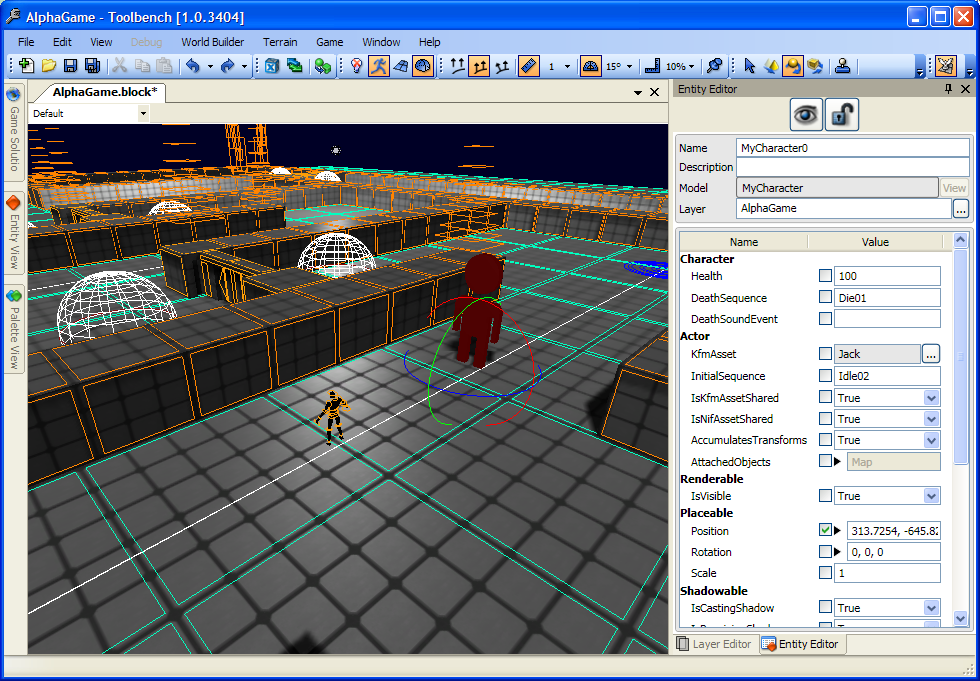 AlphaGame - Toolbench [1.0.3404]
File Edit View Debug World Builder Terrain Game Window Help
1 15° 10%
AlphaGame.block*
Default
Game Solutio
Entity View
Palette View
Entity Editor
Name MyCharacter0
Description
Model MyCharacter View
Layer AlphaGame ...
Name Value
Character
Health 100
DeathSequence Die01
DeathSoundEvent
Actor
KfmAsset Jack ...
InitialSequence Idle02
IsKfmAssetShared True
IsNifAssetShared True
AccumulatesTransforms True
AttachedObjects Map
Renderable
IsVisible True
Placeable
Position 313.7254, -645.82
Rotation 0, 0, 0
Scale 1
Shadowable
IsCastingShadow True
Layer Editor Entity Editor